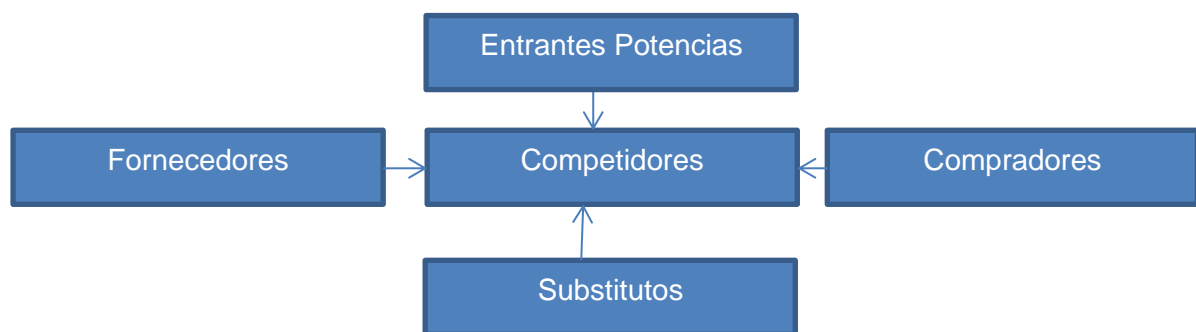 Entrantes Potencias
Fornecedores
Competidores
Compradores
Substitutos